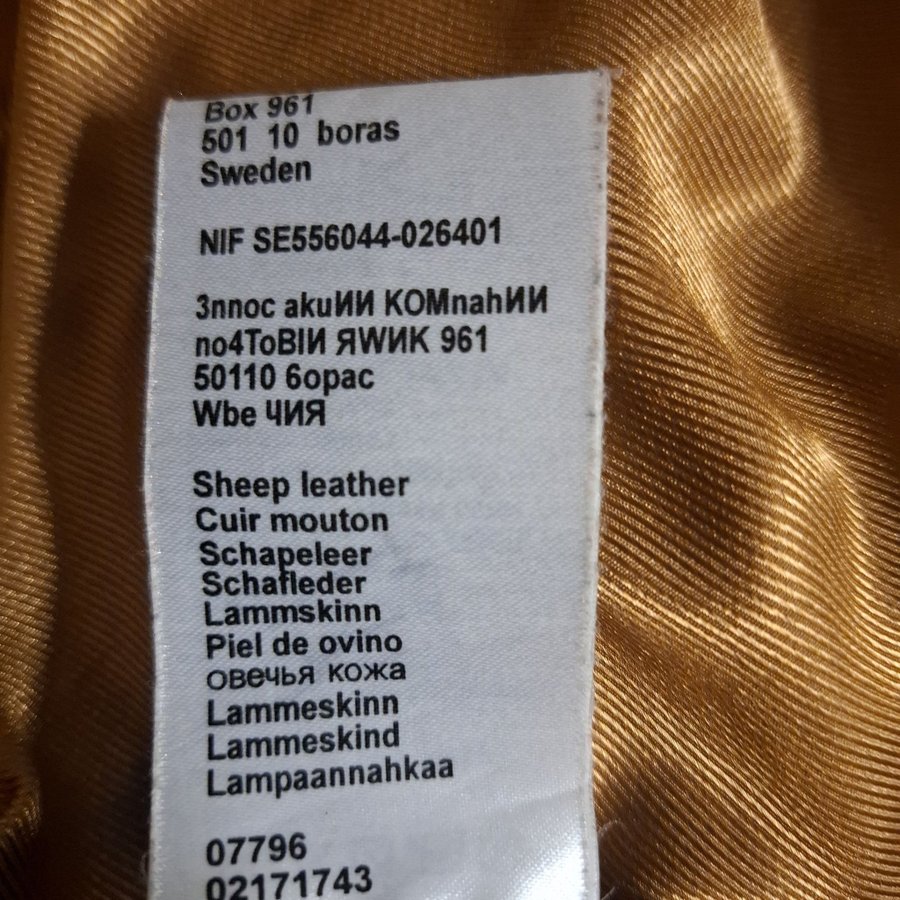 Box 961
501 10 boras
Sweden
NIF SE556044-026401
3nnoc akuИИ KOMnahИИ
no4ToBIИ ЯWИK 961
50110 6opac
Wbe ЧИЯ
Sheep leather
Cuir mouton
Schapeleer
Schafleder
Lammskinn
Piel de ovino
овечья кожа
Lammeskinn
Lammeskind
Lampaannahkaa
07796
02171743